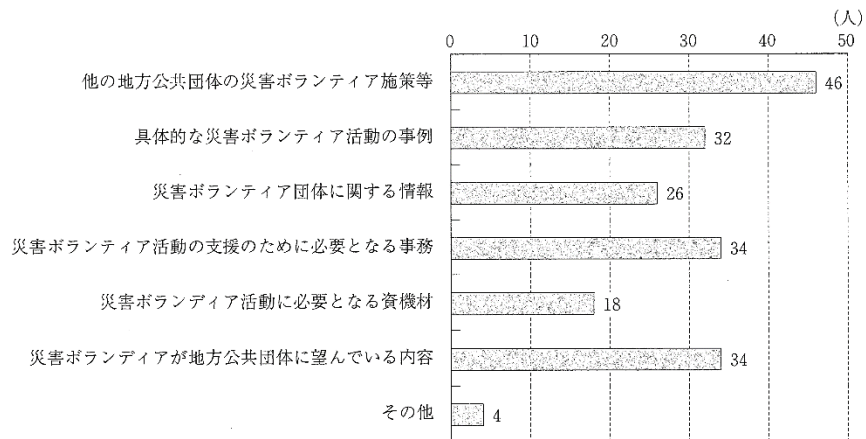 (人)
0 10 20 30 40 50
他の地方公共団体の災害ボランティア施策等 46
具体的な災害ボランティア活動の事例 32
災害ボランティア団体に関する情報 26
災害ボランティア活動の支援のために必要となる事務 34
災害ボランディア活動に必要となる資機材 18
災害ボランディアが地方公共団体に望んでいる内容 34
その他 4